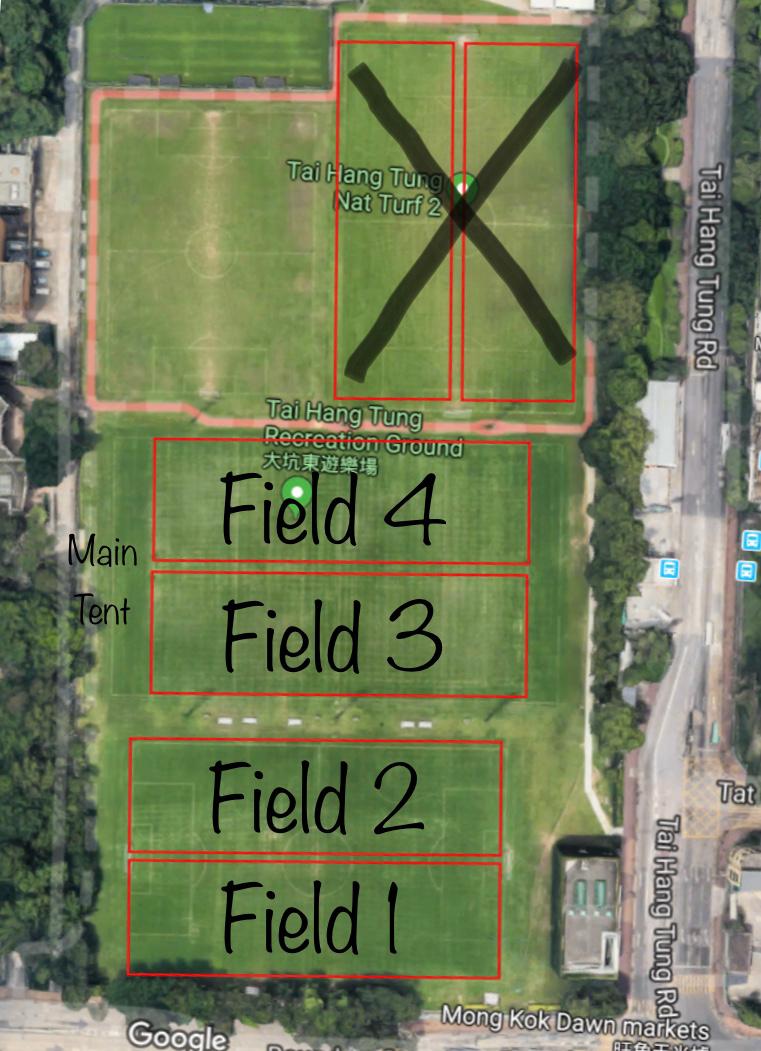 Tai Hang Tung
Nat Turf 2
Tai Hang Tung Rd
Tai Hang Tung
Recreation Ground
大坑東遊樂場
Field 4
Main
Tent
Field 3
Field 2
Tat
Field 1
Tai Hang Tung Rd
Mong Kok Dawn markets
Google